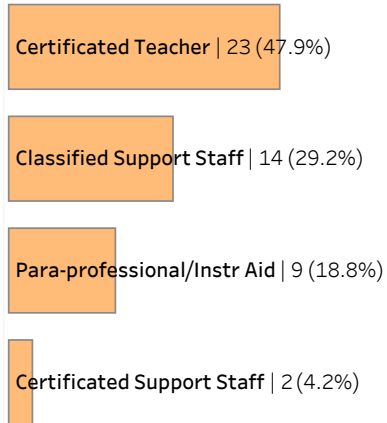 Certificated Teacher | 23 (47.9%)
Classified Support Staff | 14 (29.2%)
Para-professional/Instr Aid | 9 (18.8%)
Certificated Support Staff | 2 (4.2%)